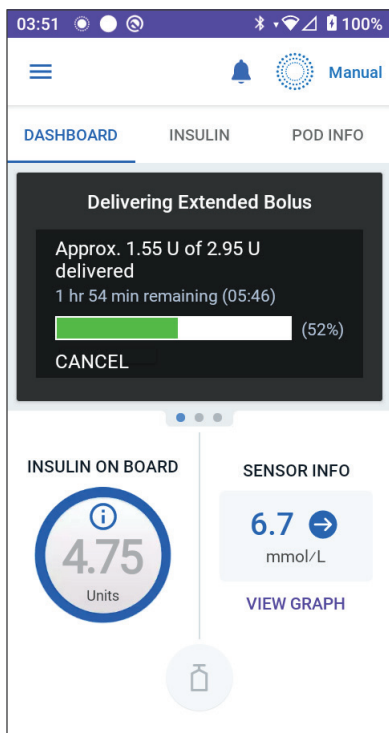 03:51 100%
Manual
DASHBOARD INSULIN POD INFO
Delivering Extended Bolus
Approx. 1.55 U of 2.95 U
delivered
1 hr 54 min remaining (05:46)
(52%)
CANCEL
INSULIN ON BOARD
4.75
Units
SENSOR INFO
6.7
mmol/L
VIEW GRAPH